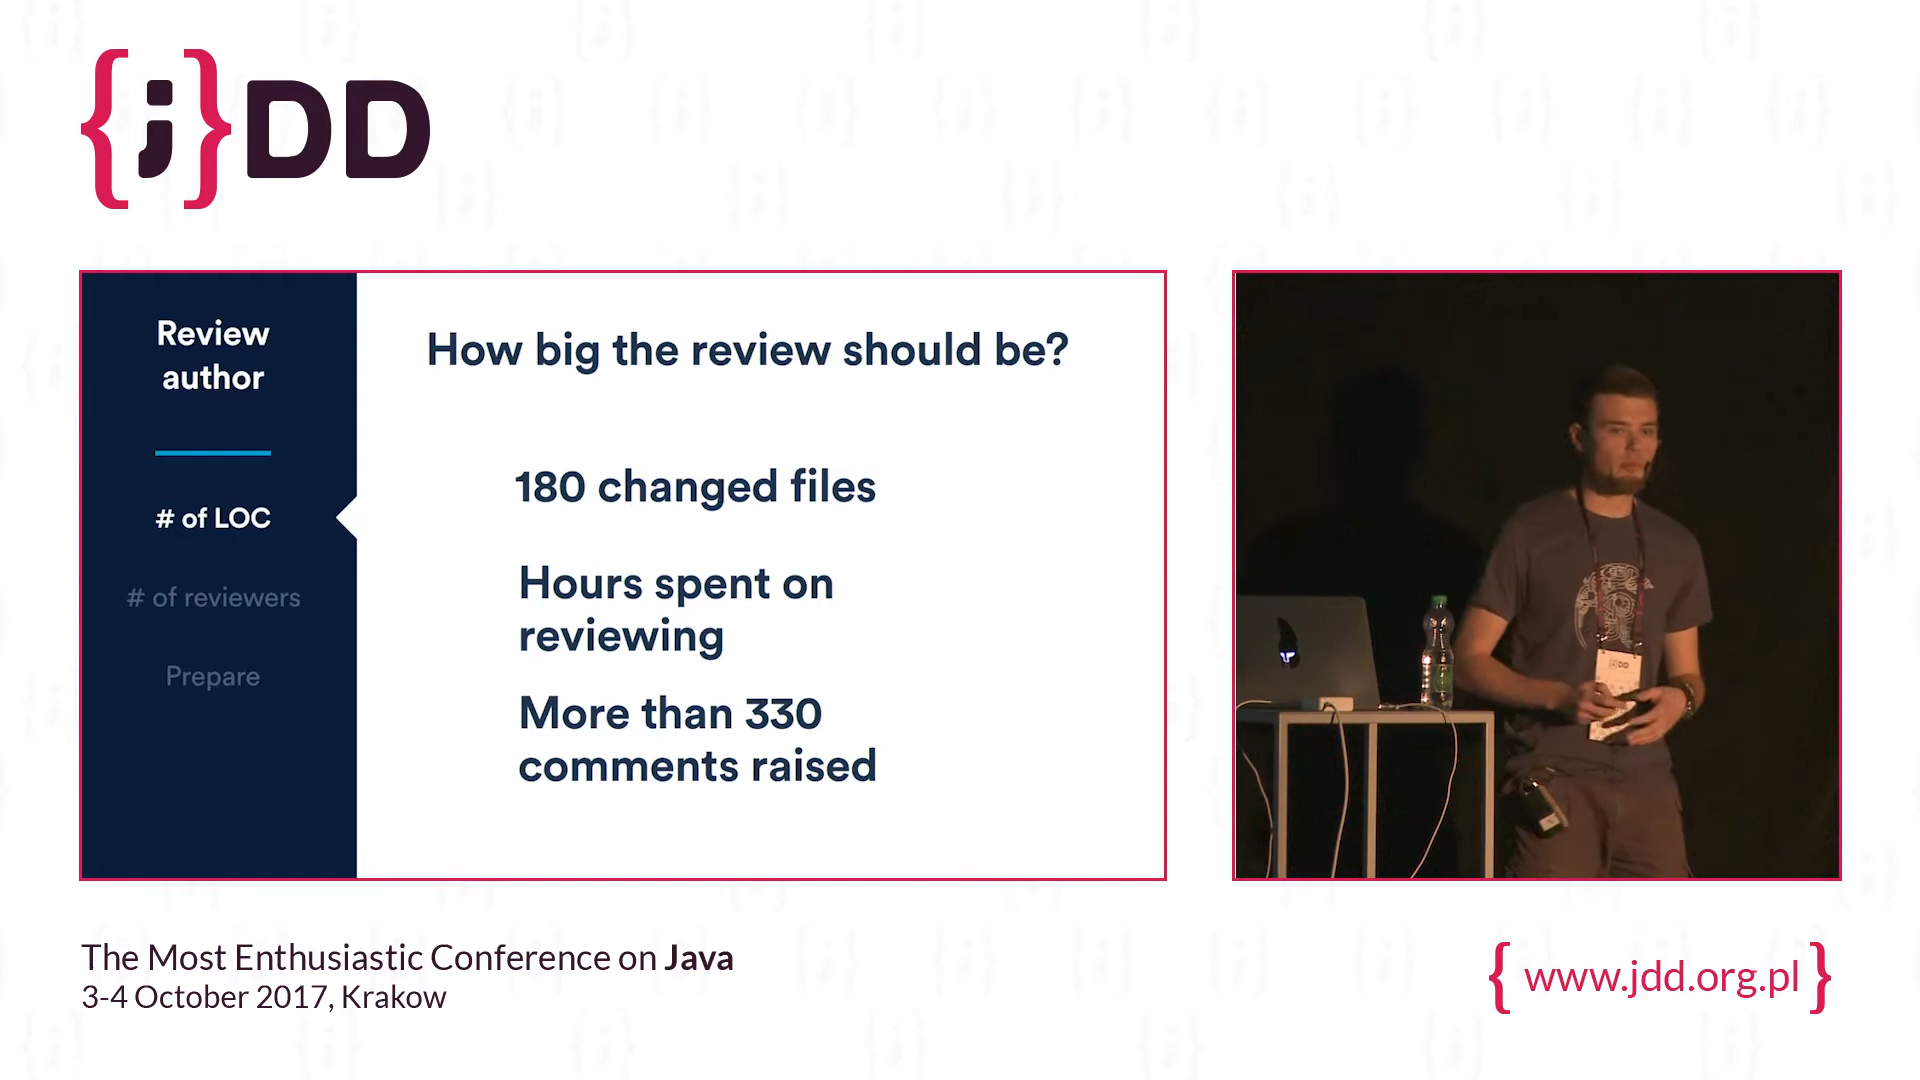 {;}DD
Review
author
# of LOC
# of reviewers
Prepare
How big the review should be?
180 changed files
Hours spent on
reviewing
More than 330
comments raised
DD
The Most Enthusiastic Conference on Java
3-4 October 2017, Krakow
{ www.jdd.org.pl }